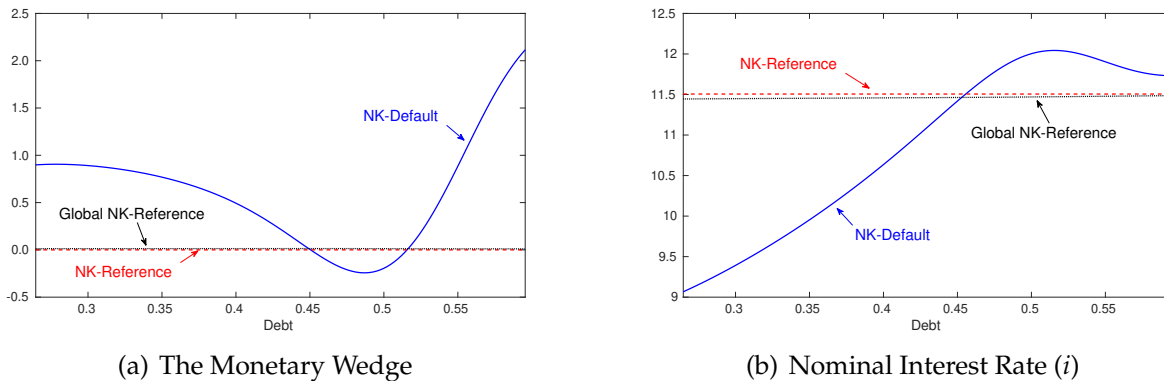 2.5
2.0
1.5
1.0
0.5
0.0
-0.5
NK-Default
Global NK-Reference
NK-Reference
0.3 0.35 0.4 0.45 0.5 0.55
Debt
(a) The Monetary Wedge
12.5
12
11.5
11
10.5
10
9.5
9
NK-Reference
Global NK-Reference
NK-Default
0.3 0.35 0.4 0.45 0.5 0.55
Debt
(b) Nominal Interest Rate (i)